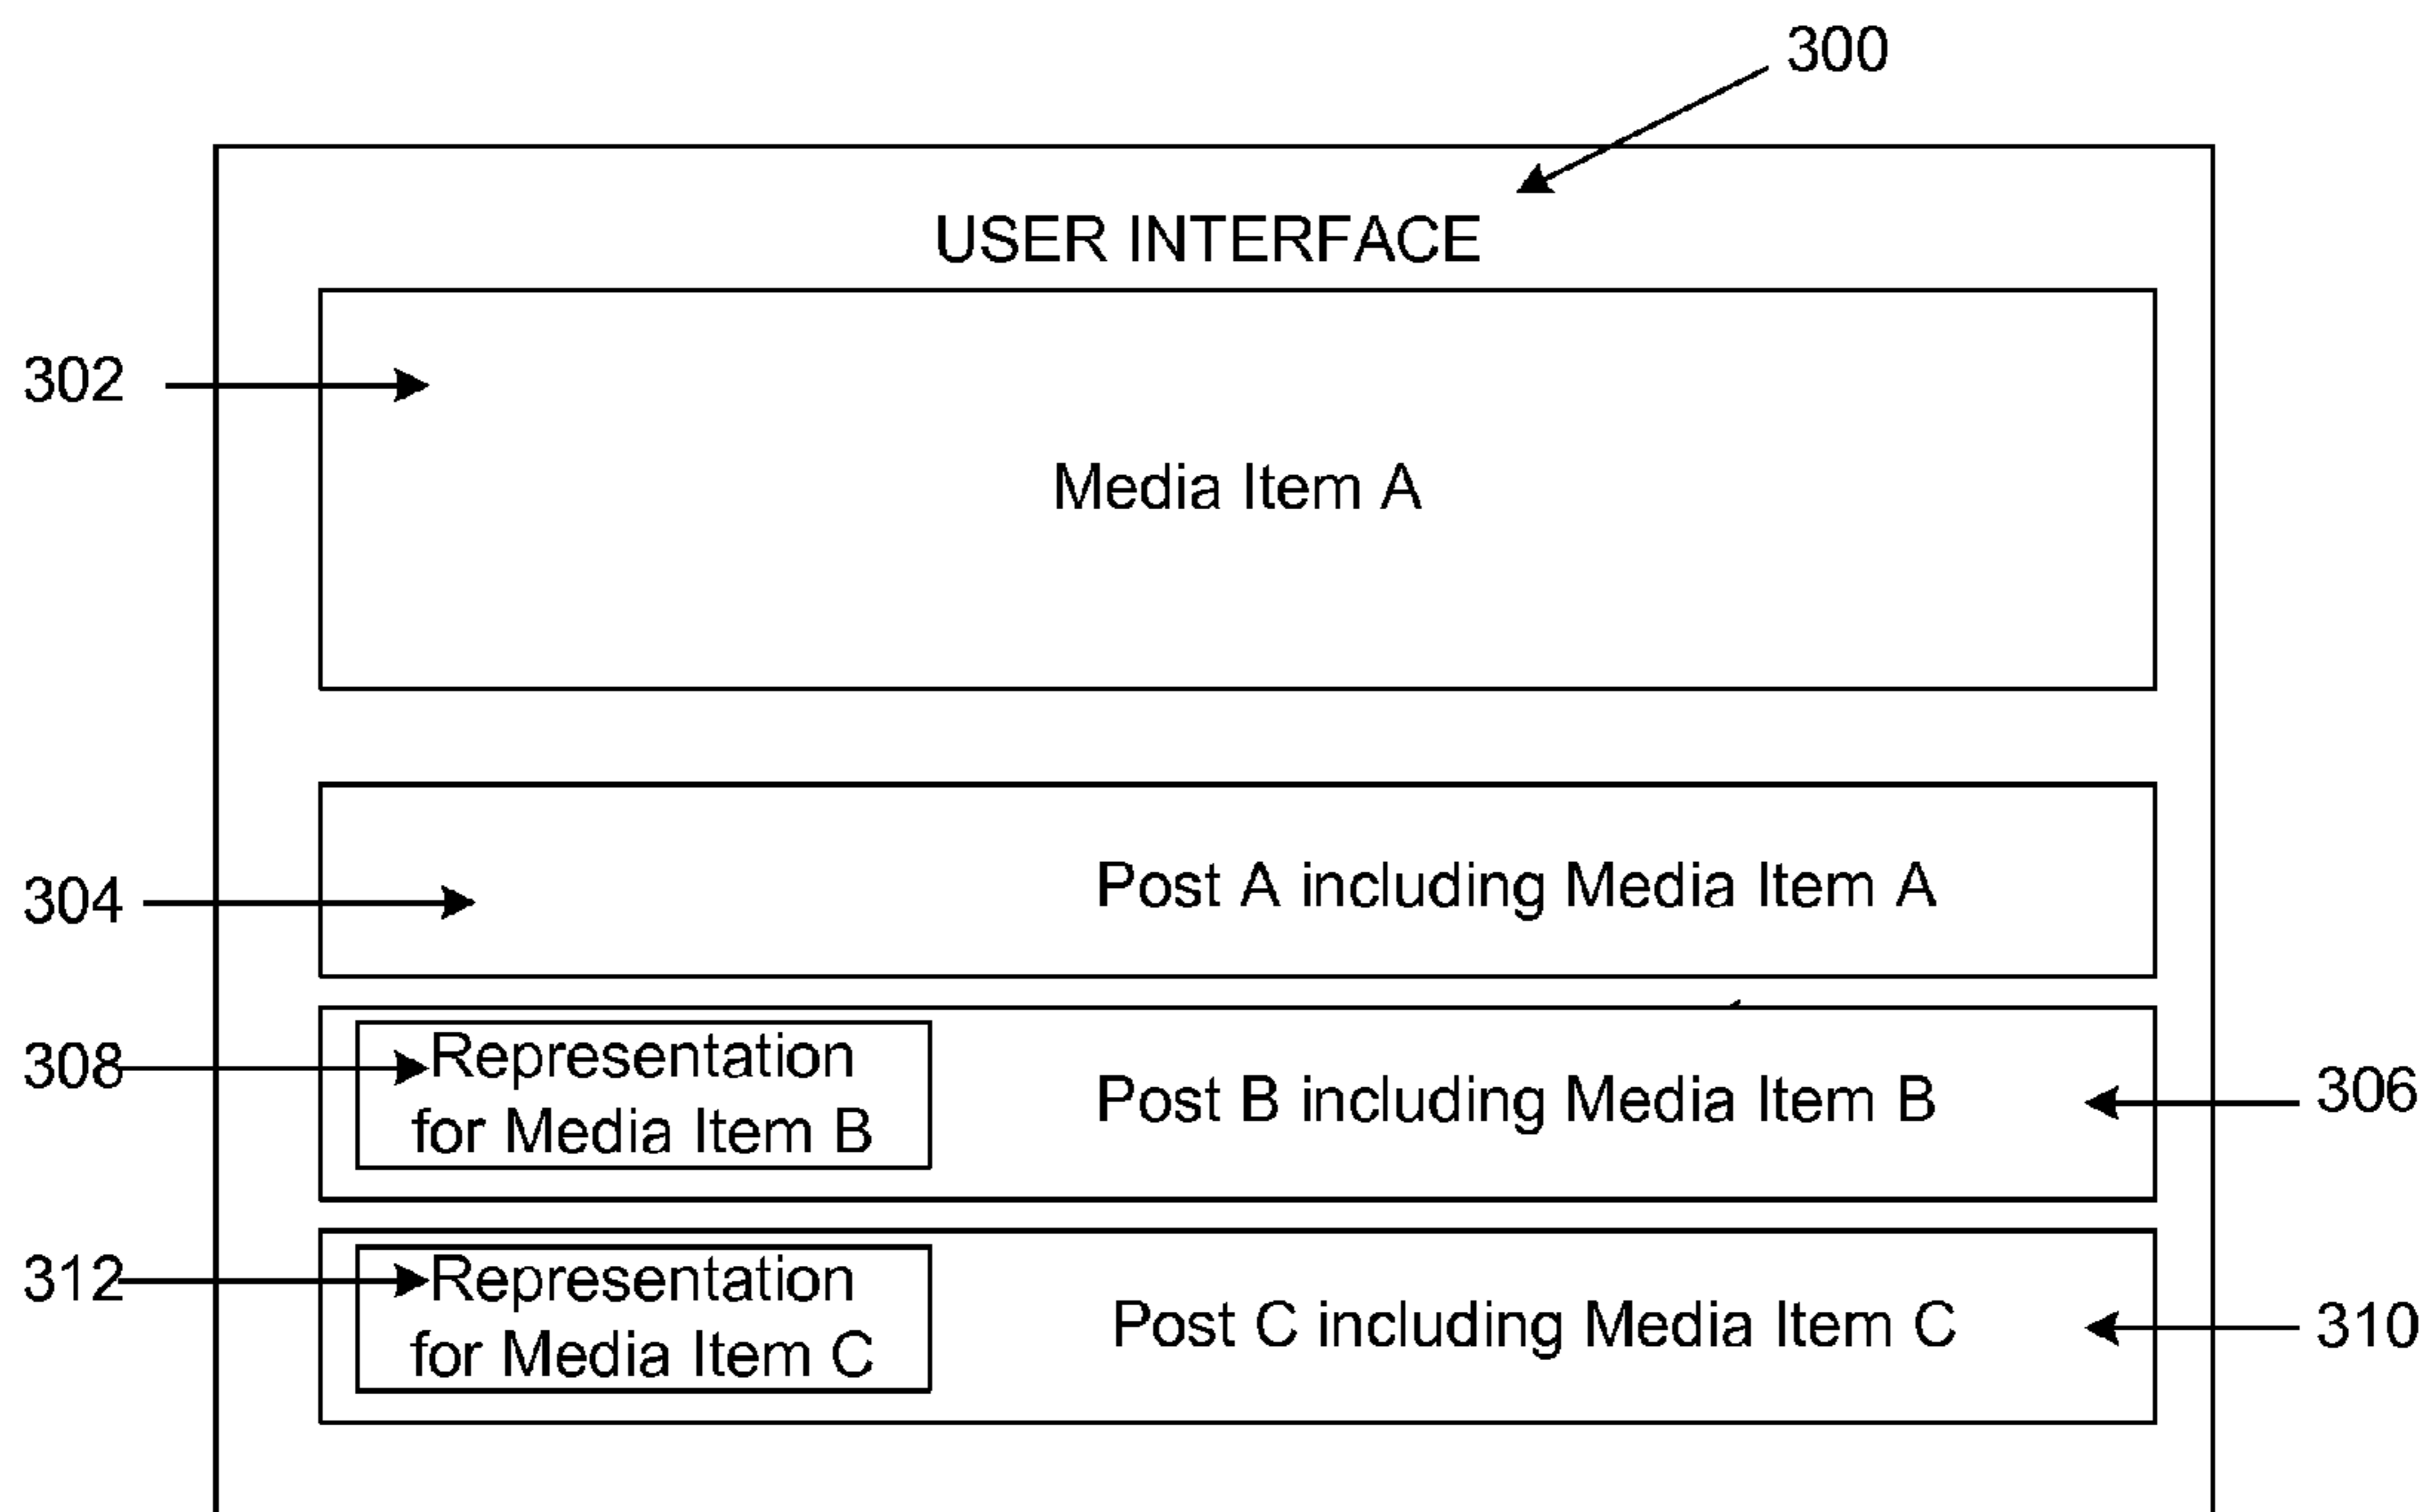 300
USER INTERFACE
302
Media Item A
304
Post A including Media Item A
308
Representation
for Media Item B
Post B including Media Item B
306
312
Representation
for Media Item C
Post C including Media Item C
310